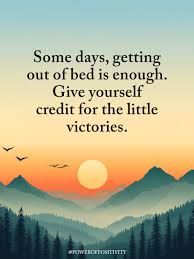 Some days, getting
out of bed is enough.
Give yourself
credit for the little
victories.
#POWEROFPOSITIVITY